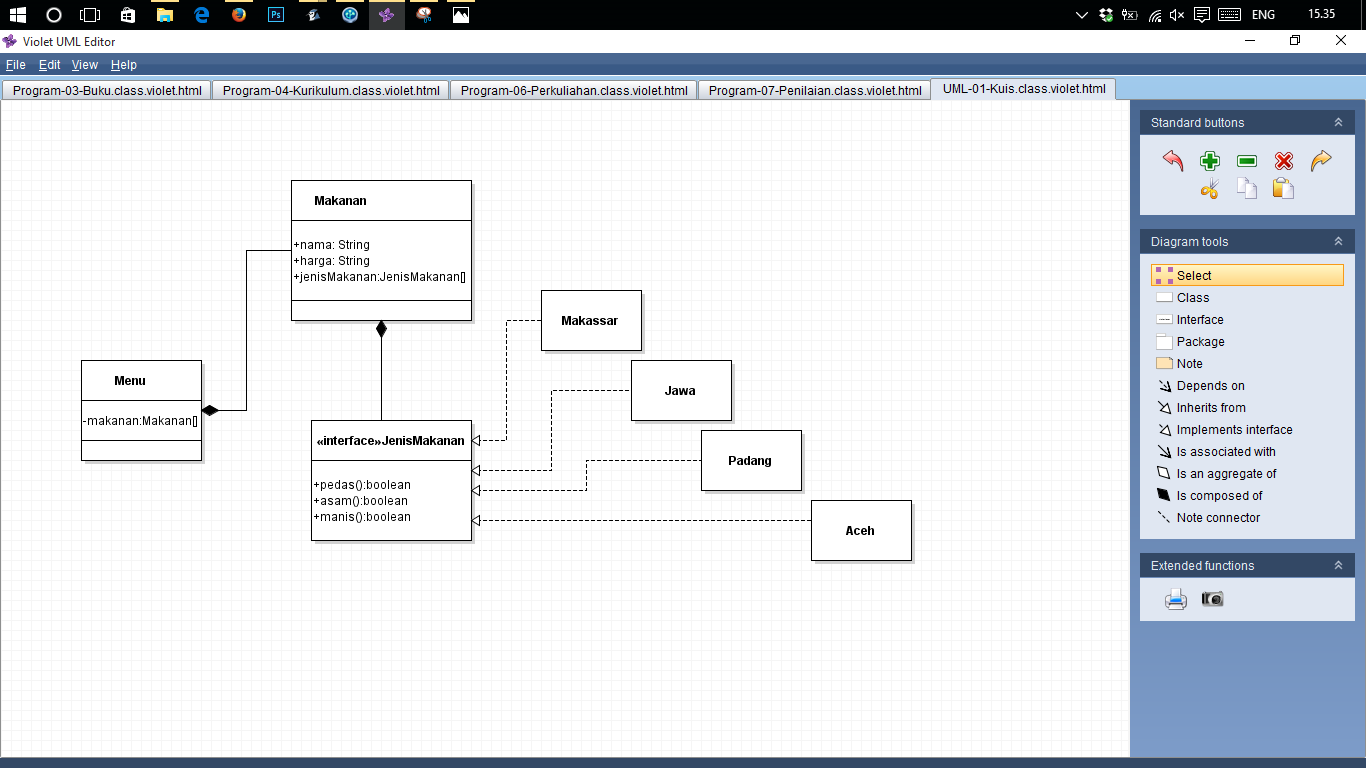 ENG
15.35
Violet UML Editor
File Edit View Help
Program-03-Buku.class.violet.html
Program-04-Kurikulum.class.violet.html
Program-06-Perkuliahan.class.violet.html
Program-07-Penilaian.class.violet.html
UML-01-Kuis.class.violet.html
Makanan
+nama: String
+harga: String
+jenisMakanan:JenisMakanan[]
Menu
-makanan:Makanan[]
«interface»JenisMakanan
+pedas():boolean
+asam():boolean
+manis():boolean
Makassar
Jawa
Padang
Aceh
Standard buttons
Diagram tools
Select
Class
Interface
Package
Note
Depends on
Inherits from
Implements interface
Is associated with
Is an aggregate of
Is composed of
Note connector
Extended functions